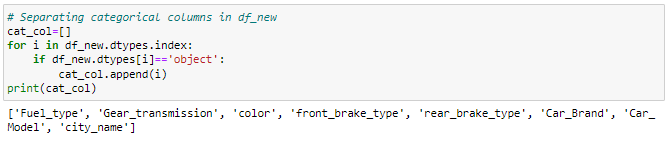 # Separating categorical columns in df_new
cat_col=[]
for i in df_new.dtypes.index:
    if df_new.dtypes[i]=='object':
        cat_col.append(i)
print(cat_col)
['Fuel_type', 'Gear_transmission', 'color', 'front_brake_type', 'rear_brake_type', 'Car_Brand', 'Car_
Model', 'city_name']